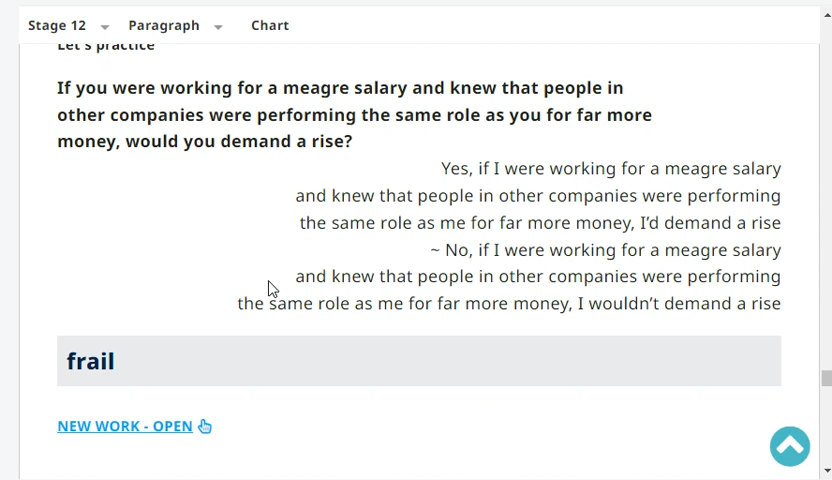 Stage 12 Paragraph Chart
Let's practice
If you were working for a meagre salary and knew that people in
other companies were performing the same role as you for far more
money, would you demand a rise?
Yes, if I were working for a meagre salary
and knew that people in other companies were performing
the same role as me for far more money, I’d demand a rise
~ No, if I were working for a meagre salary
and knew that people in other companies were performing
the same role as me for far more money, I wouldn’t demand a rise
frail
NEW WORK - OPEN